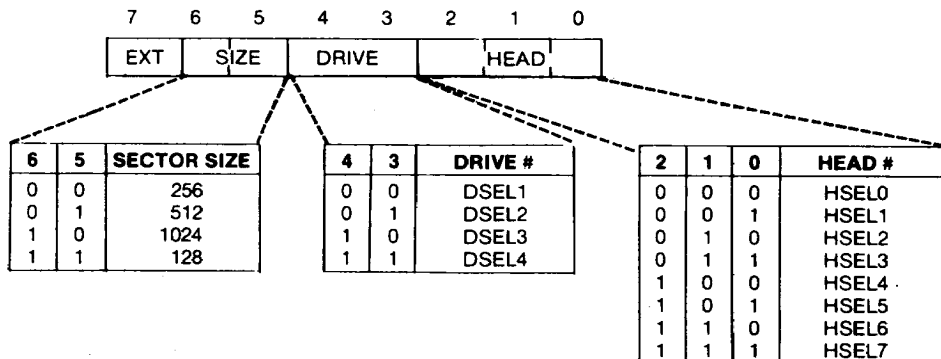 7 6 5 4 3 2 1 0
EXT SIZE DRIVE HEAD
6 5 SECTOR SIZE
0 0 256
0 1 512
1 0 1024
1 1 128
4 3 DRIVE #
0 0 DSEL1
0 1 DSEL2
1 0 DSEL3
1 1 DSEL4
2 1 0 HEAD #
0 0 0 HSEL0
0 0 1 HSEL1
0 1 0 HSEL2
0 1 1 HSEL3
1 0 0 HSEL4
1 0 1 HSEL5
1 1 0 HSEL6
1 1 1 HSEL7